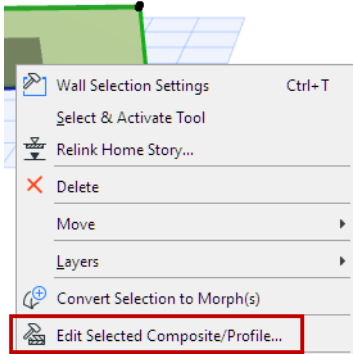 Wall Selection Settings Ctrl+T
Select & Activate Tool
Relink Home Story...
Delete
Move
Layers
Convert Selection to Morph(s)
Edit Selected Composite/Profile...